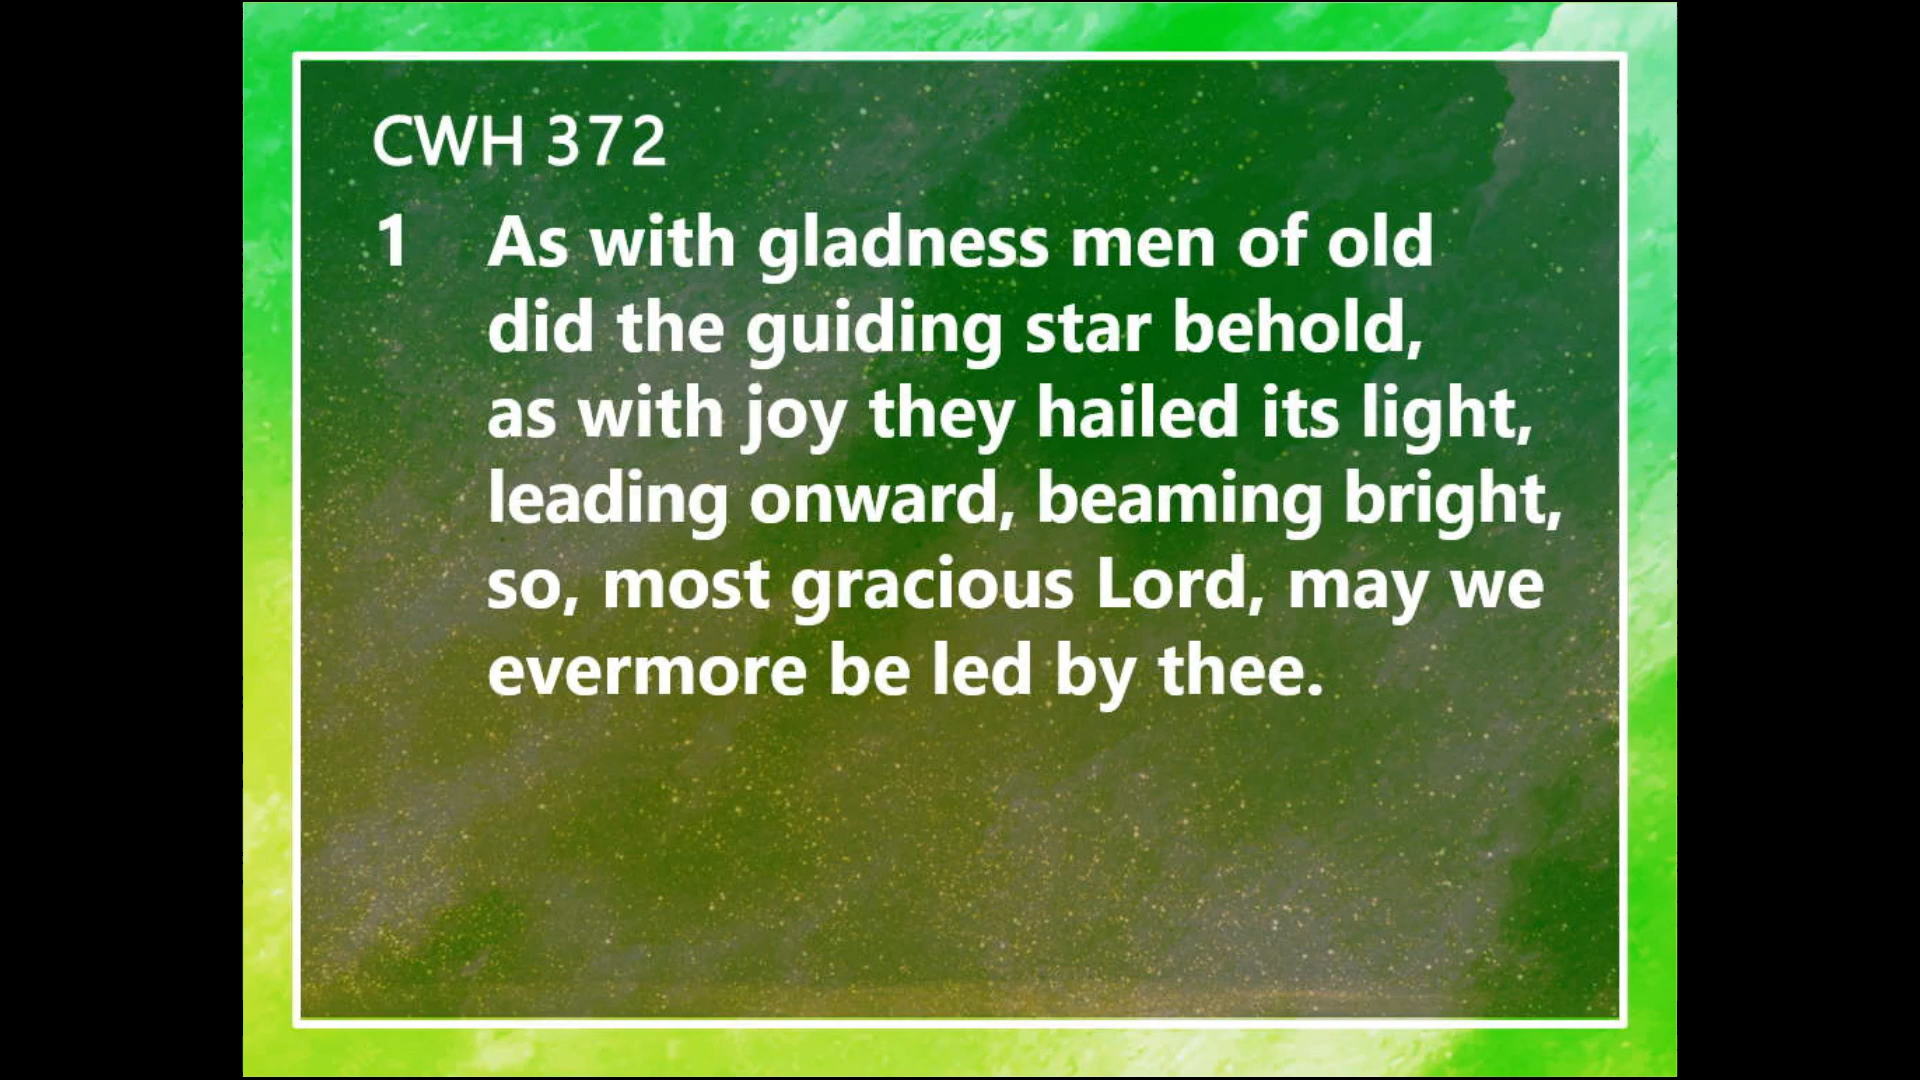 CWH 372
1 As with gladness men of old
did the guiding star behold,
as with joy they hailed its light,
leading onward, beaming bright,
so, most gracious Lord, may we
evermore be led by thee.